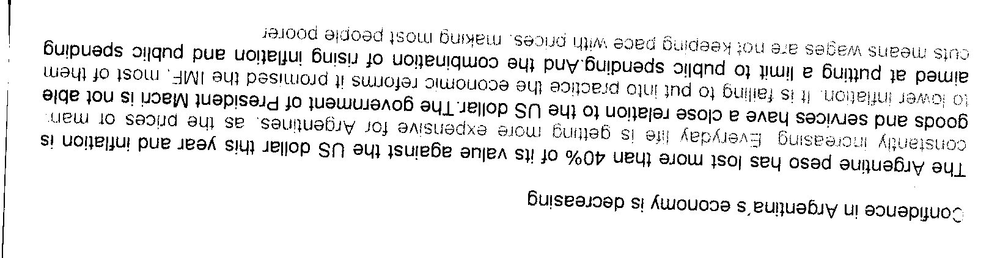 Confidence in Argentina's economy is decreasing
The Argentine peso has lost more than 40% of its value against the US dollar this year and inflation is
constantly increasing. Everyday life is getting more expensive for Argentines, as the prices of man
goods and services have a close relation to the US dollar.The government of President Macri is not able
to lower inflation. It is failing to put into practice the economic reforms it promised the IMF, most of them
aimed at putting a limit to public spending.And the combination of rising inflation and public spending
cuts means wages are not keeping pace with prices, making most people poorer